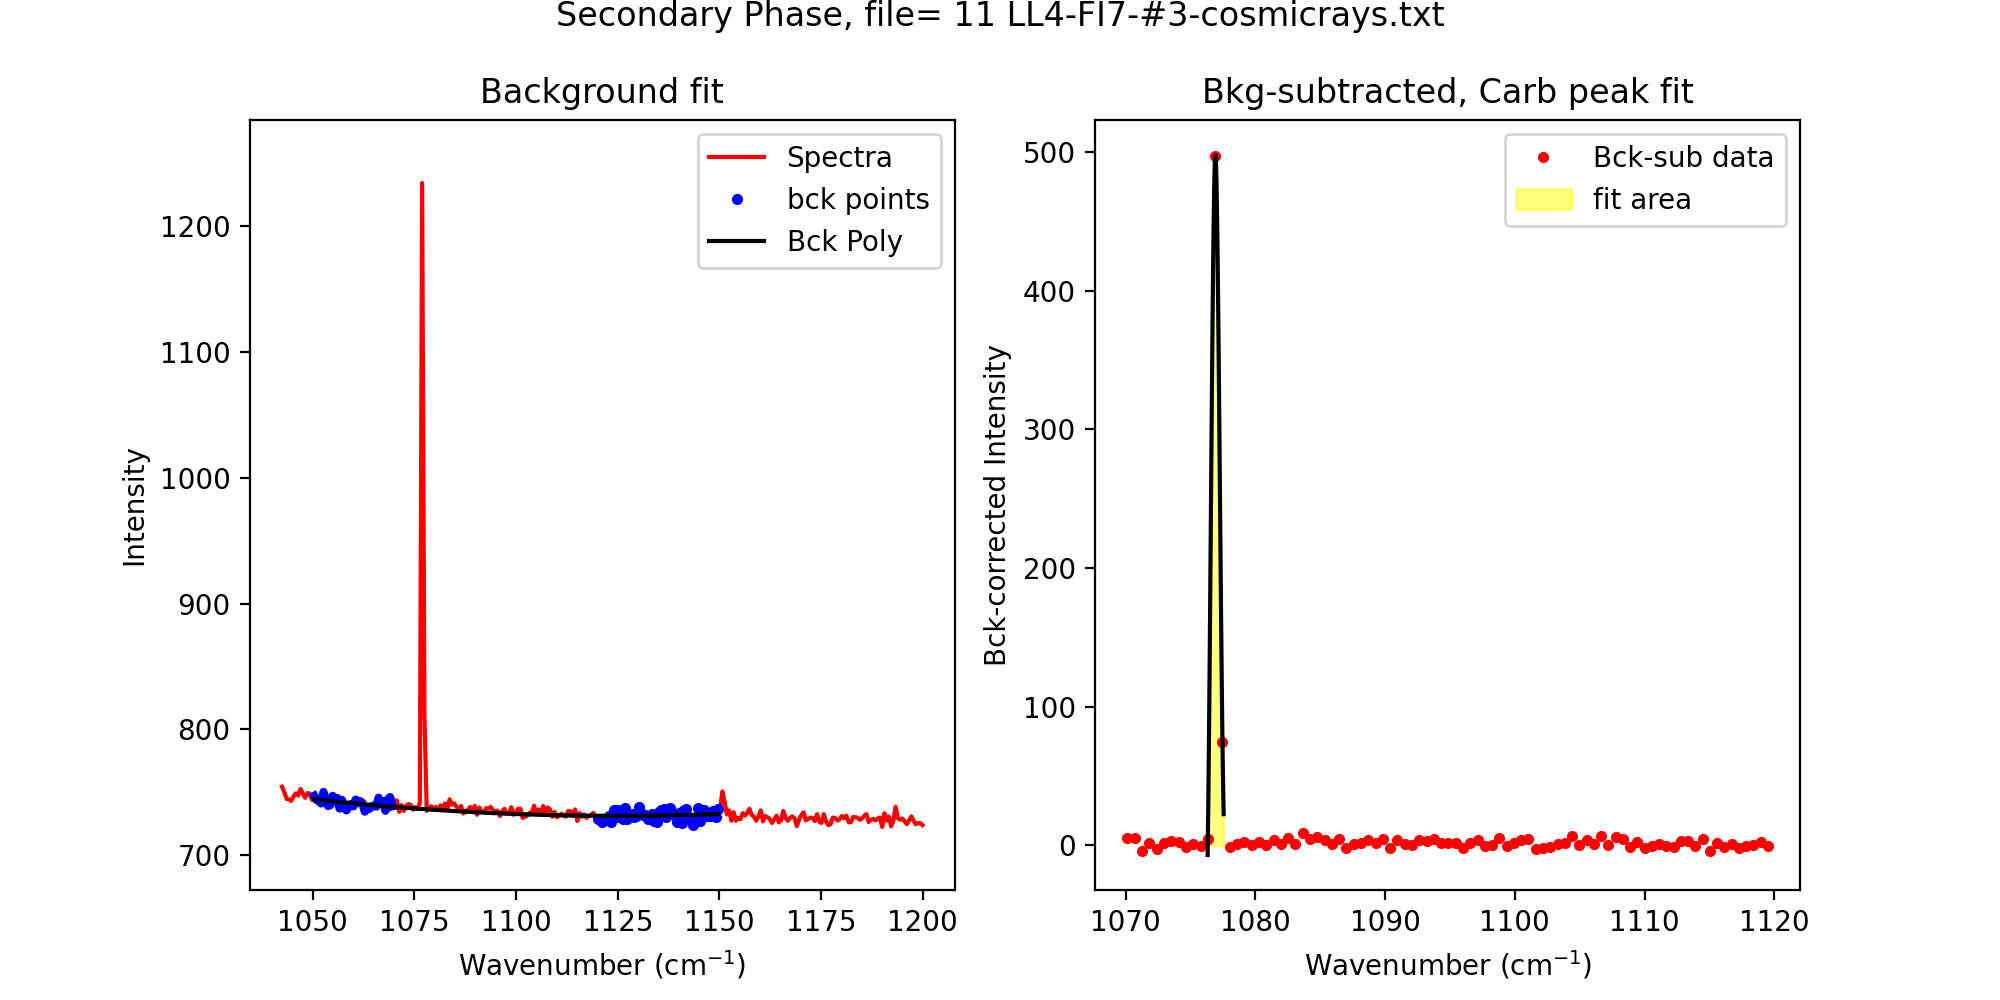 Secondary Phase, file= 11 LL4-FI7-#3-cosmicrays.txt
Background fit
Spectra
bck points
Bck Poly
1200
1100
1000
900
800
700
Intensity
1050 1075 1100 1125 1150 1175 1200
Wavenumber (cm⁻¹)
Bkg-subtracted, Carb peak fit
Bck-sub data
fit area
500
400
300
200
100
0
Bck-corrected Intensity
1070 1080 1090 1100 1110 1120
Wavenumber (cm⁻¹)